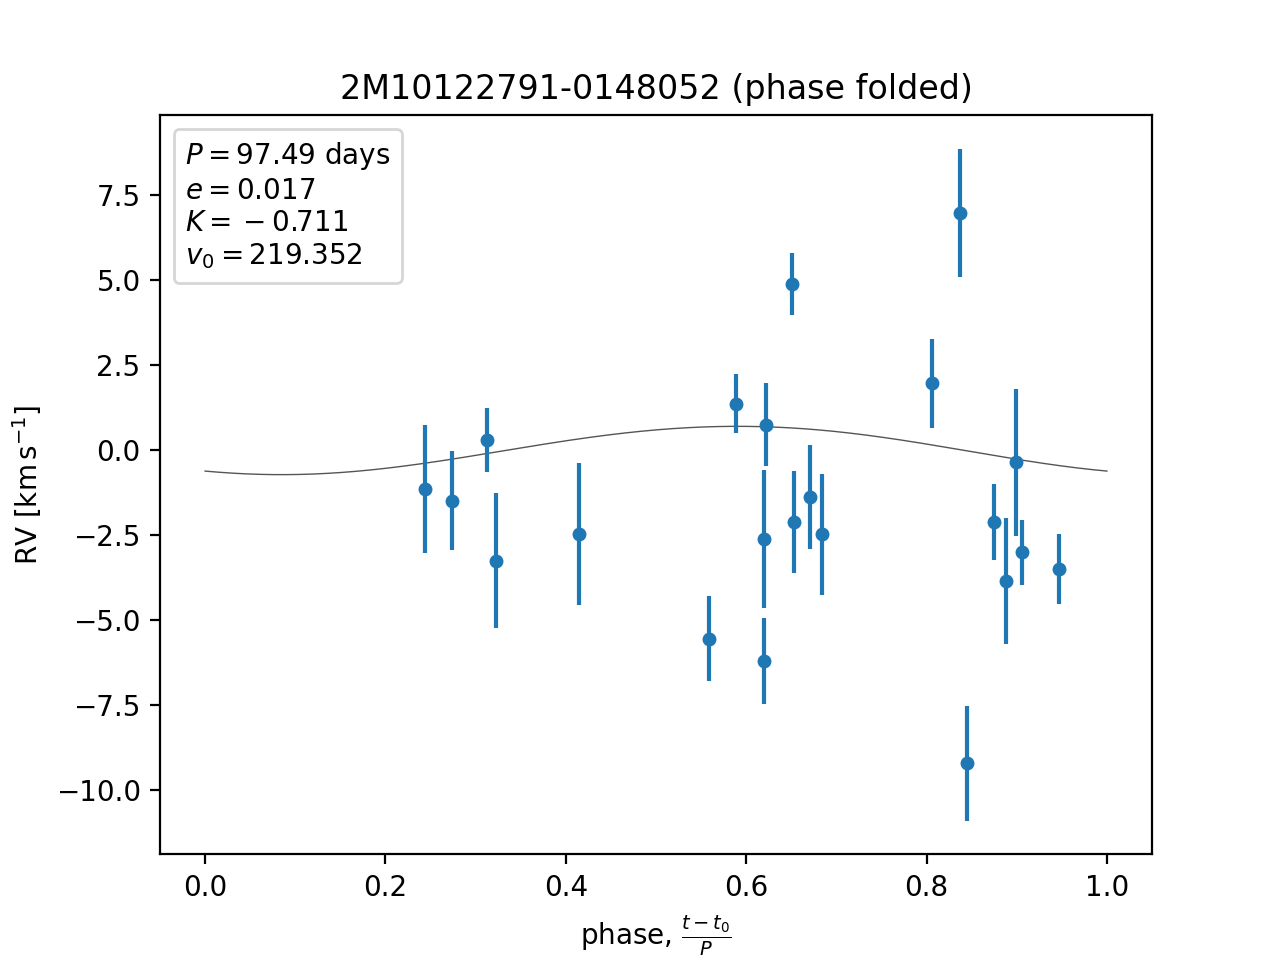 2M10122791-0148052 (phase folded)
P = 97.49 days
e = 0.017
K = −0.711
v₀ = 219.352
7.5
5.0
2.5
0.0
−2.5
−5.0
−7.5
−10.0
RV [km s⁻¹]
0.0 0.2 0.4 0.6 0.8 1.0
phase, (t − t₀)/P